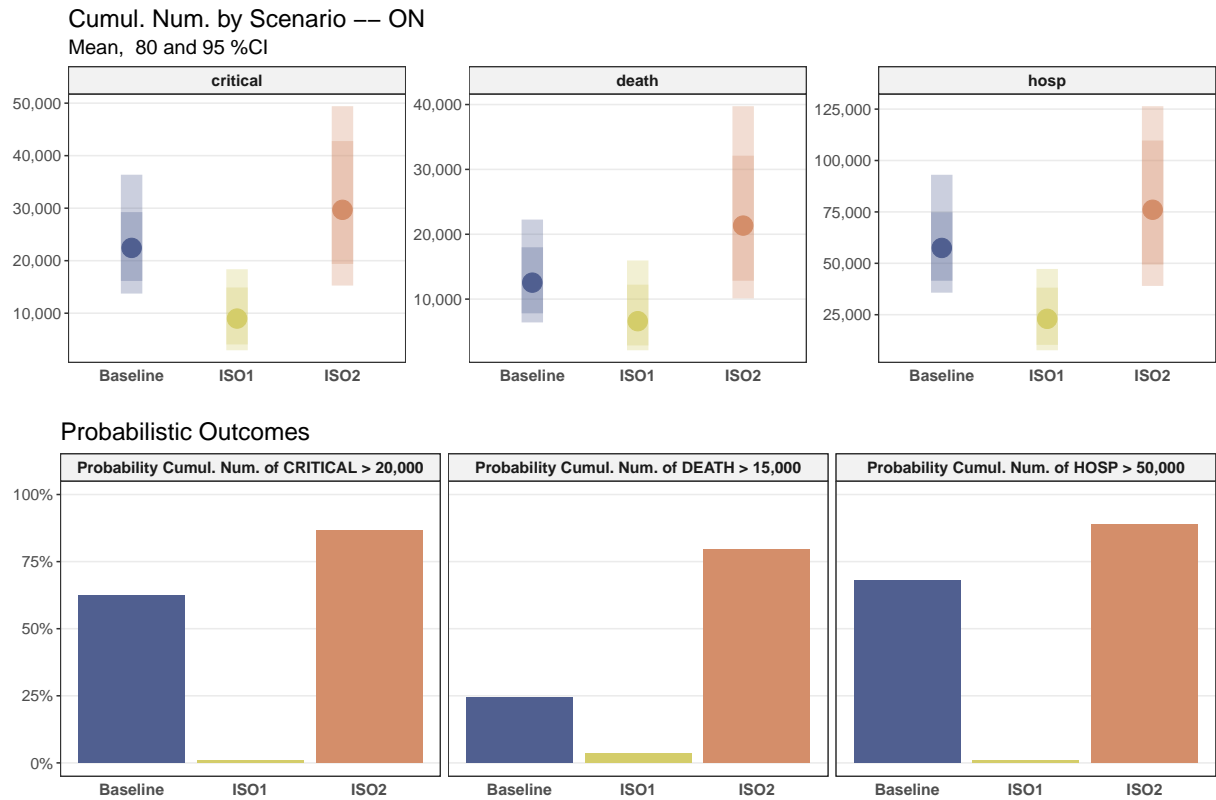 Cumul. Num. by Scenario −− ON
Mean,  80 and 95 %CI
critical
death
hosp
50,000
40,000
30,000
20,000
10,000
40,000
30,000
20,000
10,000
125,000
100,000
75,000
50,000
25,000
Baseline ISO1 ISO2
Baseline ISO1 ISO2
Baseline ISO1 ISO2
Probabilistic Outcomes
Probability Cumul. Num. of CRITICAL > 20,000
Probability Cumul. Num. of DEATH > 15,000
Probability Cumul. Num. of HOSP > 50,000
100%
75%
50%
25%
0%
Baseline ISO1 ISO2
Baseline ISO1 ISO2
Baseline ISO1 ISO2